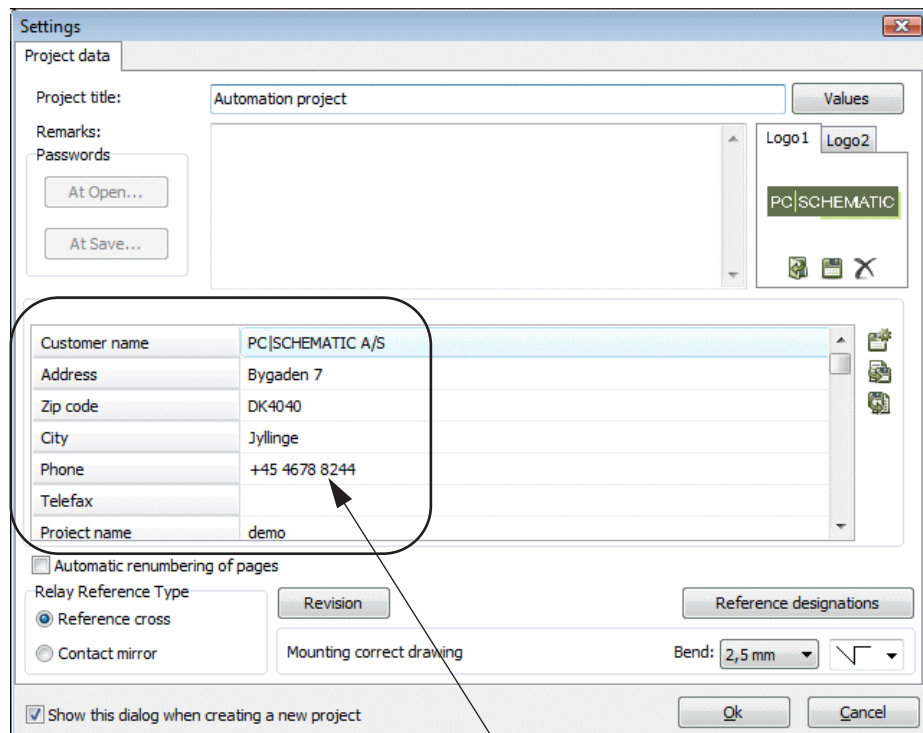 Settings
Project data
Project title: Automation project Values
Remarks:
Passwords
At Open...
At Save...
Logo1 Logo2
PC|SCHEMATIC
Customer name PC|SCHEMATIC A/S
Address Bygaden 7
Zip code DK4040
City Jyllinge
Phone +45 4678 8244
Telefax
Project name demo
Automatic renumbering of pages
Relay Reference Type
Reference cross
Contact mirror
Revision Reference designations
Mounting correct drawing Bend: 2,5 mm
Show this dialog when creating a new project Ok Cancel